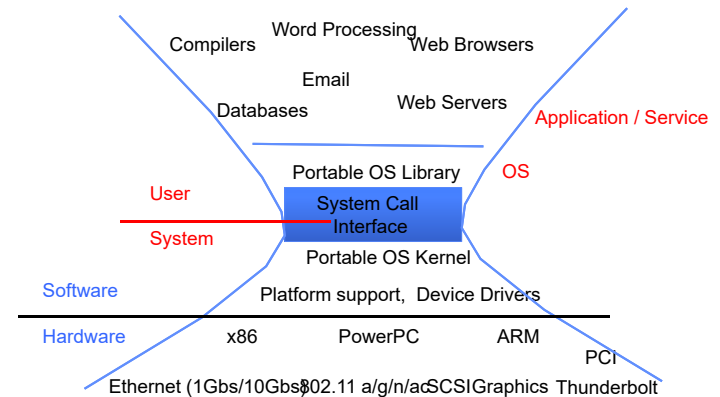 Word Processing
Compilers
Web Browsers
Email
Databases
Web Servers
Application / Service
Portable OS Library
OS
User
System Call
Interface
System
Portable OS Kernel
Software
Platform support, Device Drivers
Hardware
x86
PowerPC
ARM
PCI
Ethernet (1Gbs/10Gbs)
802.11 a/g/n/ac
SCSI
Graphics
Thunderbolt